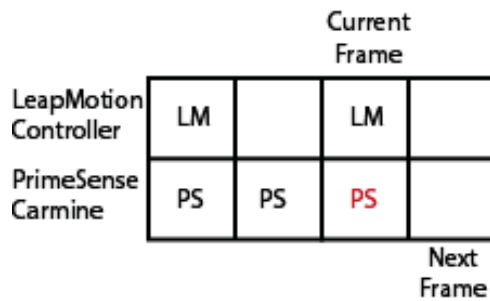 Current
Frame
LeapMotion
Controller
LM LM
PrimeSense
Carmine
PS PS PS
Next
Frame